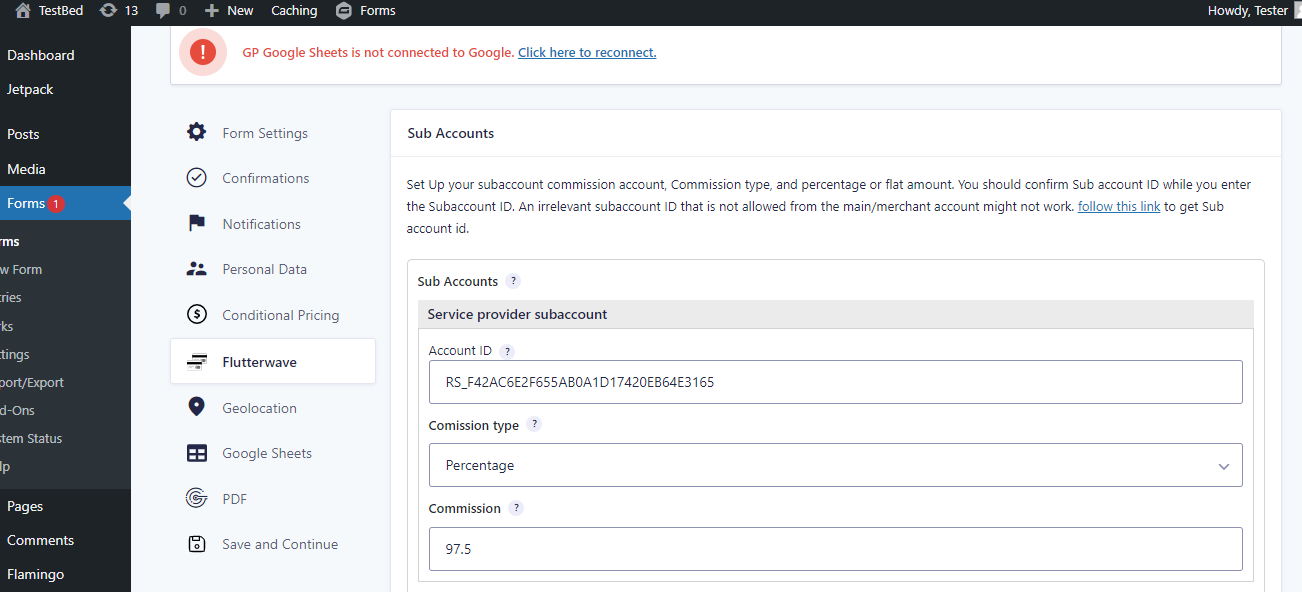 TestBed 13 0 New Caching Forms Howdy, Tester
GP Google Sheets is not connected to Google. Click here to reconnect.
Dashboard
Jetpack
Posts
Media
Forms 1
rms
w Form
ries
rks
ttings
port/Export
d-Ons
stem Status
lp
Pages
Comments
Flamingo
Form Settings
Confirmations
Notifications
Personal Data
Conditional Pricing
Flutterwave
Geolocation
Google Sheets
PDF
Save and Continue
Sub Accounts
Set Up your subaccount commission account, Commission type, and percentage or flat amount. You should confirm Sub account ID while you enter
the Subaccount ID. An irrelevant subaccount ID that is not allowed from the main/merchant account might not work. follow this link to get Sub
account id.
Sub Accounts ?
Service provider subaccount
Account ID ?
RS_F42AC6E2F655AB0A1D17420EB64E3165
Comission type ?
Percentage
Commission ?
97.5